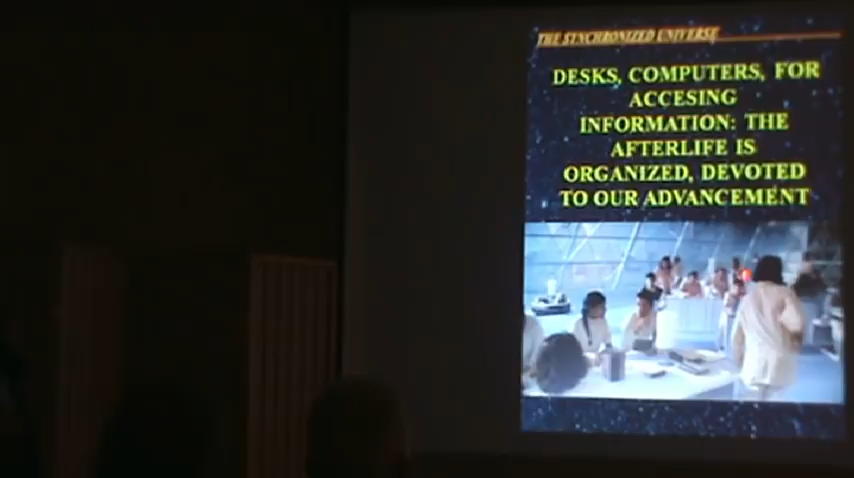 THE SYNCHRONIZED UNIVERSE
DESKS, COMPUTERS, FOR
ACCESING
INFORMATION: THE
AFTERLIFE IS
ORGANIZED, DEVOTED
TO OUR ADVANCEMENT